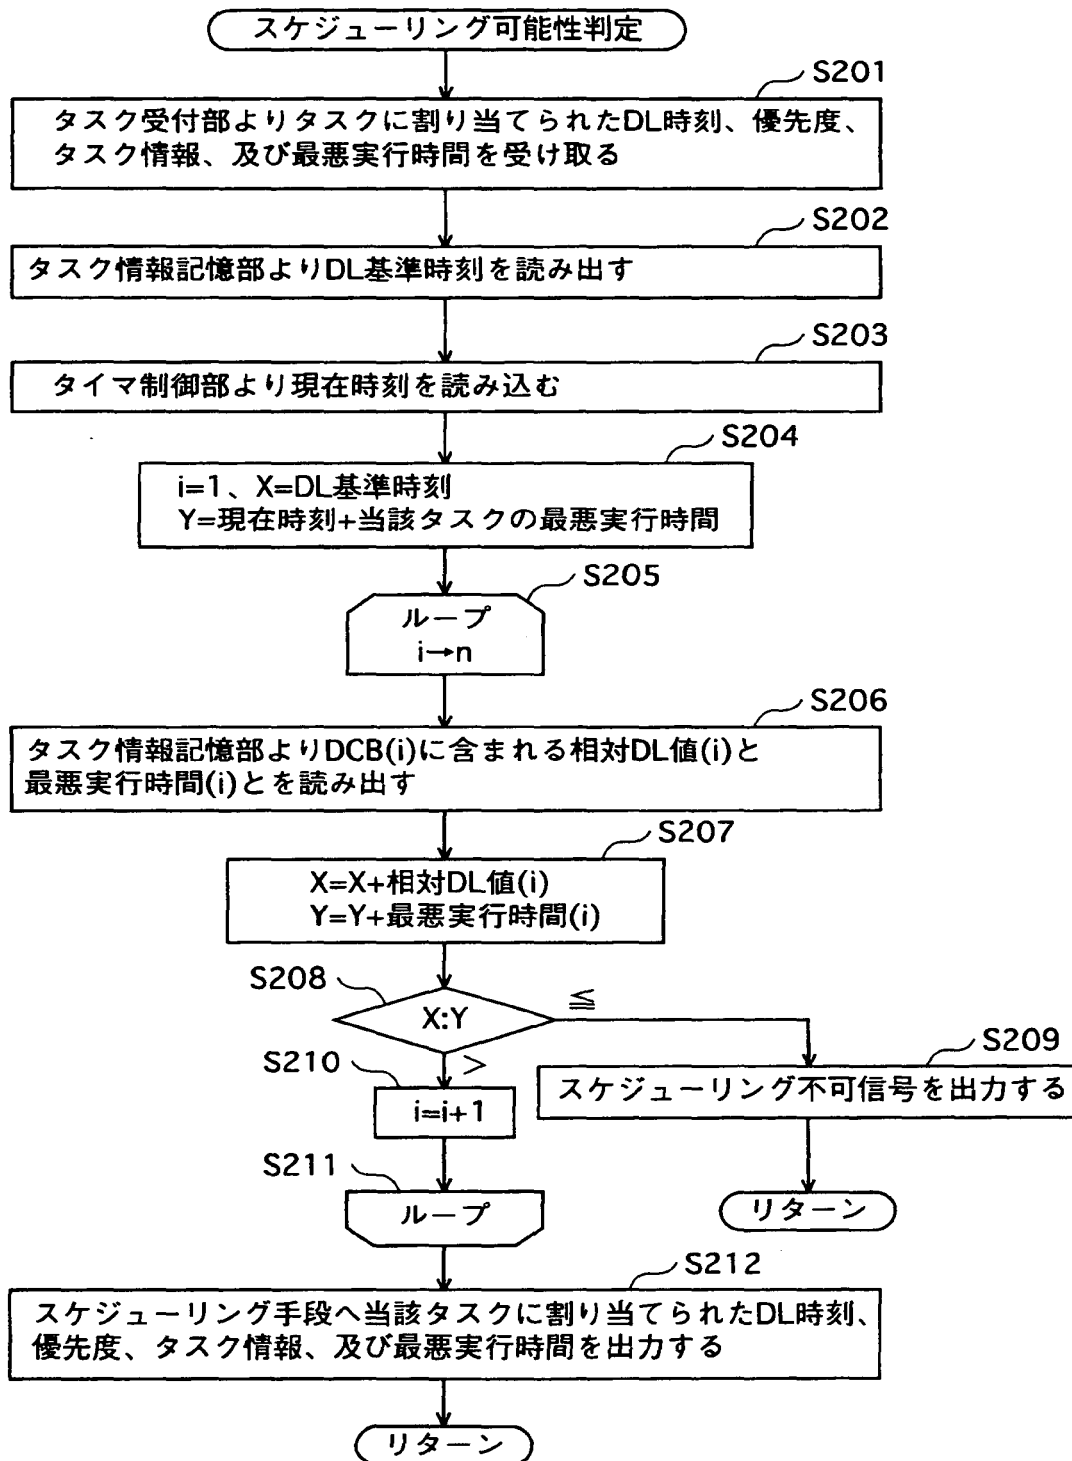 スケジューリング可能性判定
S201
タスク受付部よりタスクに割り当てられたDL時刻、優先度、
タスク情報、及び最悪実行時間を受け取る
S202
タスク情報記憶部よりDL基準時刻を読み出す
S203
タイマ制御部より現在時刻を読み込む
S204
i=1、X=DL基準時刻
Y=現在時刻+当該タスクの最悪実行時間
S205
ループ
i→n
S206
タスク情報記憶部よりDCB(i)に含まれる相対DL値(i)と
最悪実行時間(i)とを読み出す
S207
X=X+相対DL値(i)
Y=Y+最悪実行時間(i)
S208
X:Y
≦
>
S209
スケジューリング不可信号を出力する
リターン
S210
i=i+1
S211
ループ
S212
スケジューリング手段へ当該タスクに割り当てられたDL時刻、
優先度、タスク情報、及び最悪実行時間を出力する
リターン